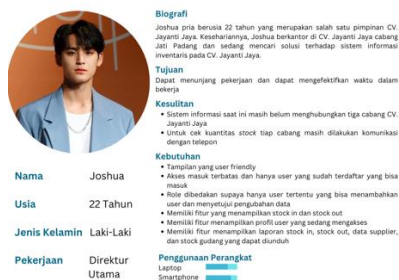 Biografi
Joshua pria berusia 22 tahun yang merupakan salah satu pimpinan CV.
Jayanti Jaya. Kesehariannya, Joshua berkantor di CV. Jayanti Jaya cabang
Jati Padang dan sedang mencari solusi terhadap sistem informasi
inventaris pada CV. Jayanti Jaya.
Tujuan
Dapat menunjang pekerjaan dan dapat mengefektifkan waktu dalam
bekerja
Kesulitan
• Sistem informasi saat ini masih belum menghubungkan tiga cabang CV.
Jayanti Jaya
• Untuk cek kuantitas stock tiap cabang masih dilakukan komunikasi
dengan telepon
Kebutuhan
• Tampilan yang user friendly
• Akses masuk terbatas dan hanya user yang sudah terdaftar yang bisa
masuk
• Role dibedakan supaya hanya user tertentu yang bisa menambahkan
user dan menyetujui pengubahan data
• Memiliki fitur yang menampilkan stock in dan stock out
• Memiliki fitur menampilkan profil user yang sedang mengakses
• Memiliki fitur menampilkan laporan stock in, stock out, data supplier,
dan stock gudang yang dapat diunduh
Penggunaan Perangkat
Laptop
Smartphone
Nama Joshua
Usia 22 Tahun
Jenis Kelamin Laki-Laki
Pekerjaan Direktur
Utama